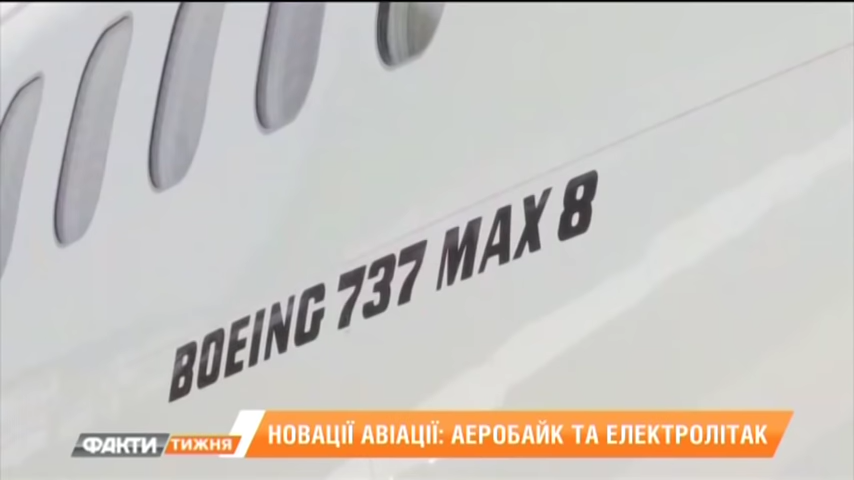 BOEING 737 MAX 8
НОВАЦІЇ АВІАЦІЇ: АЕРОБАЙК ТА ЕЛЕКТРОЛІТАК
ФАКТИ ТИЖНЯ